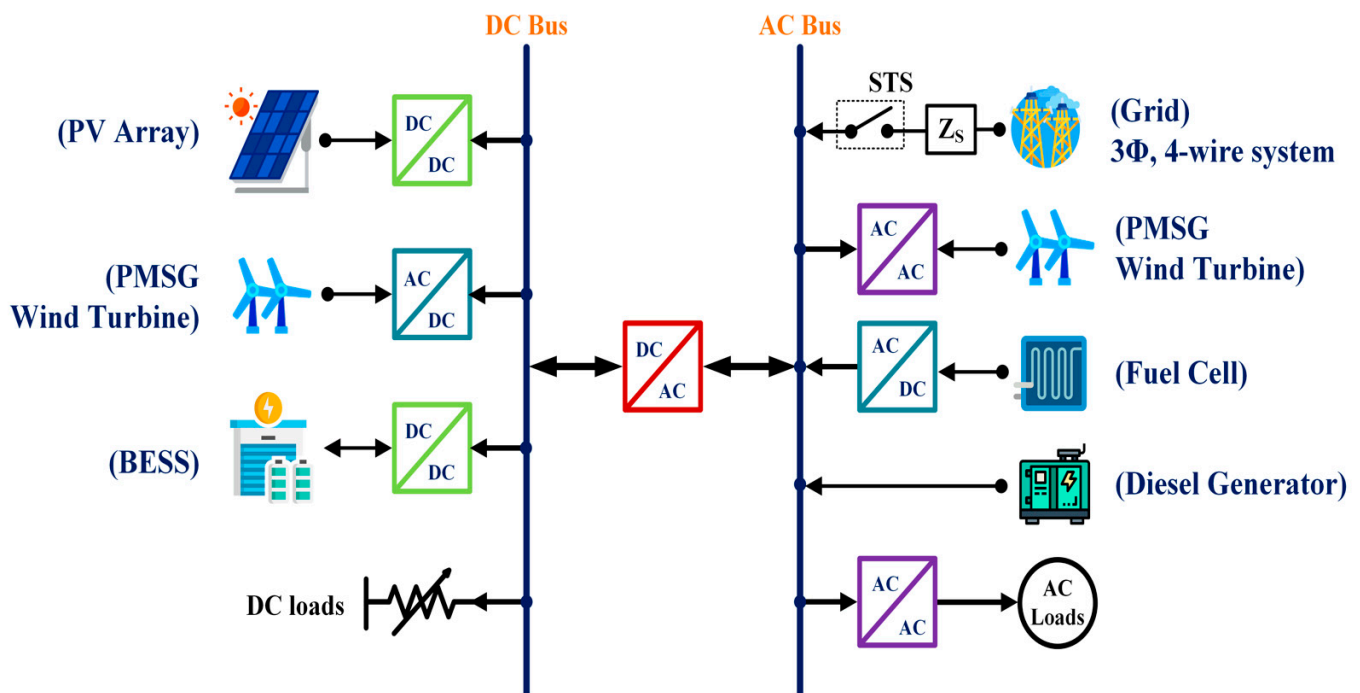 DC Bus
AC Bus
(PV Array)
DC
DC
STS
Zs
(Grid)
3Φ, 4-wire system
(PMSG
Wind Turbine)
AC
DC
AC
AC
(PMSG
Wind Turbine)
DC
AC
AC
DC
(Fuel Cell)
(BESS)
DC
DC
(Diesel Generator)
DC loads
AC
AC
AC
Loads